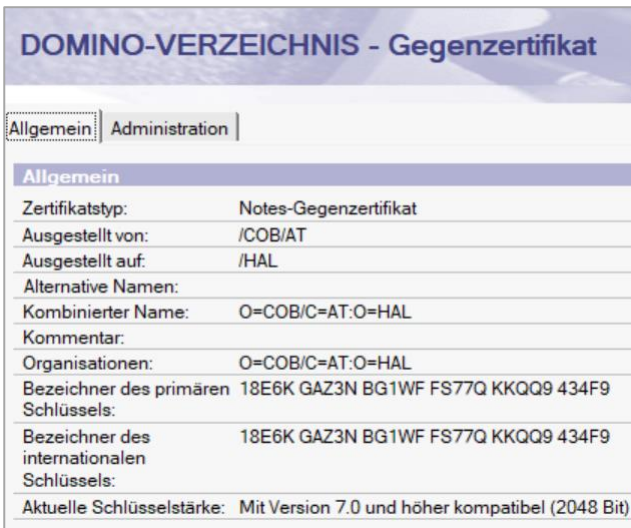 DOMINO-VERZEICHNIS - Gegenzertifikat
Allgemein Administration
Allgemein
Zertifikatstyp: Notes-Gegenzertifikat
Ausgestellt von: /COB/AT
Ausgestellt auf: /HAL
Alternative Namen:
Kombinierter Name: O=COB/C=AT:O=HAL
Kommentar:
Organisationen: O=COB/C=AT:O=HAL
Bezeichner des primären 18E6K GAZ3N BG1WF FS77Q KKQQ9 434F9
Schlüssels:
Bezeichner des 18E6K GAZ3N BG1WF FS77Q KKQQ9 434F9
internationalen
Schlüssels:
Aktuelle Schlüsselstärke: Mit Version 7.0 und höher kompatibel (2048 Bit)